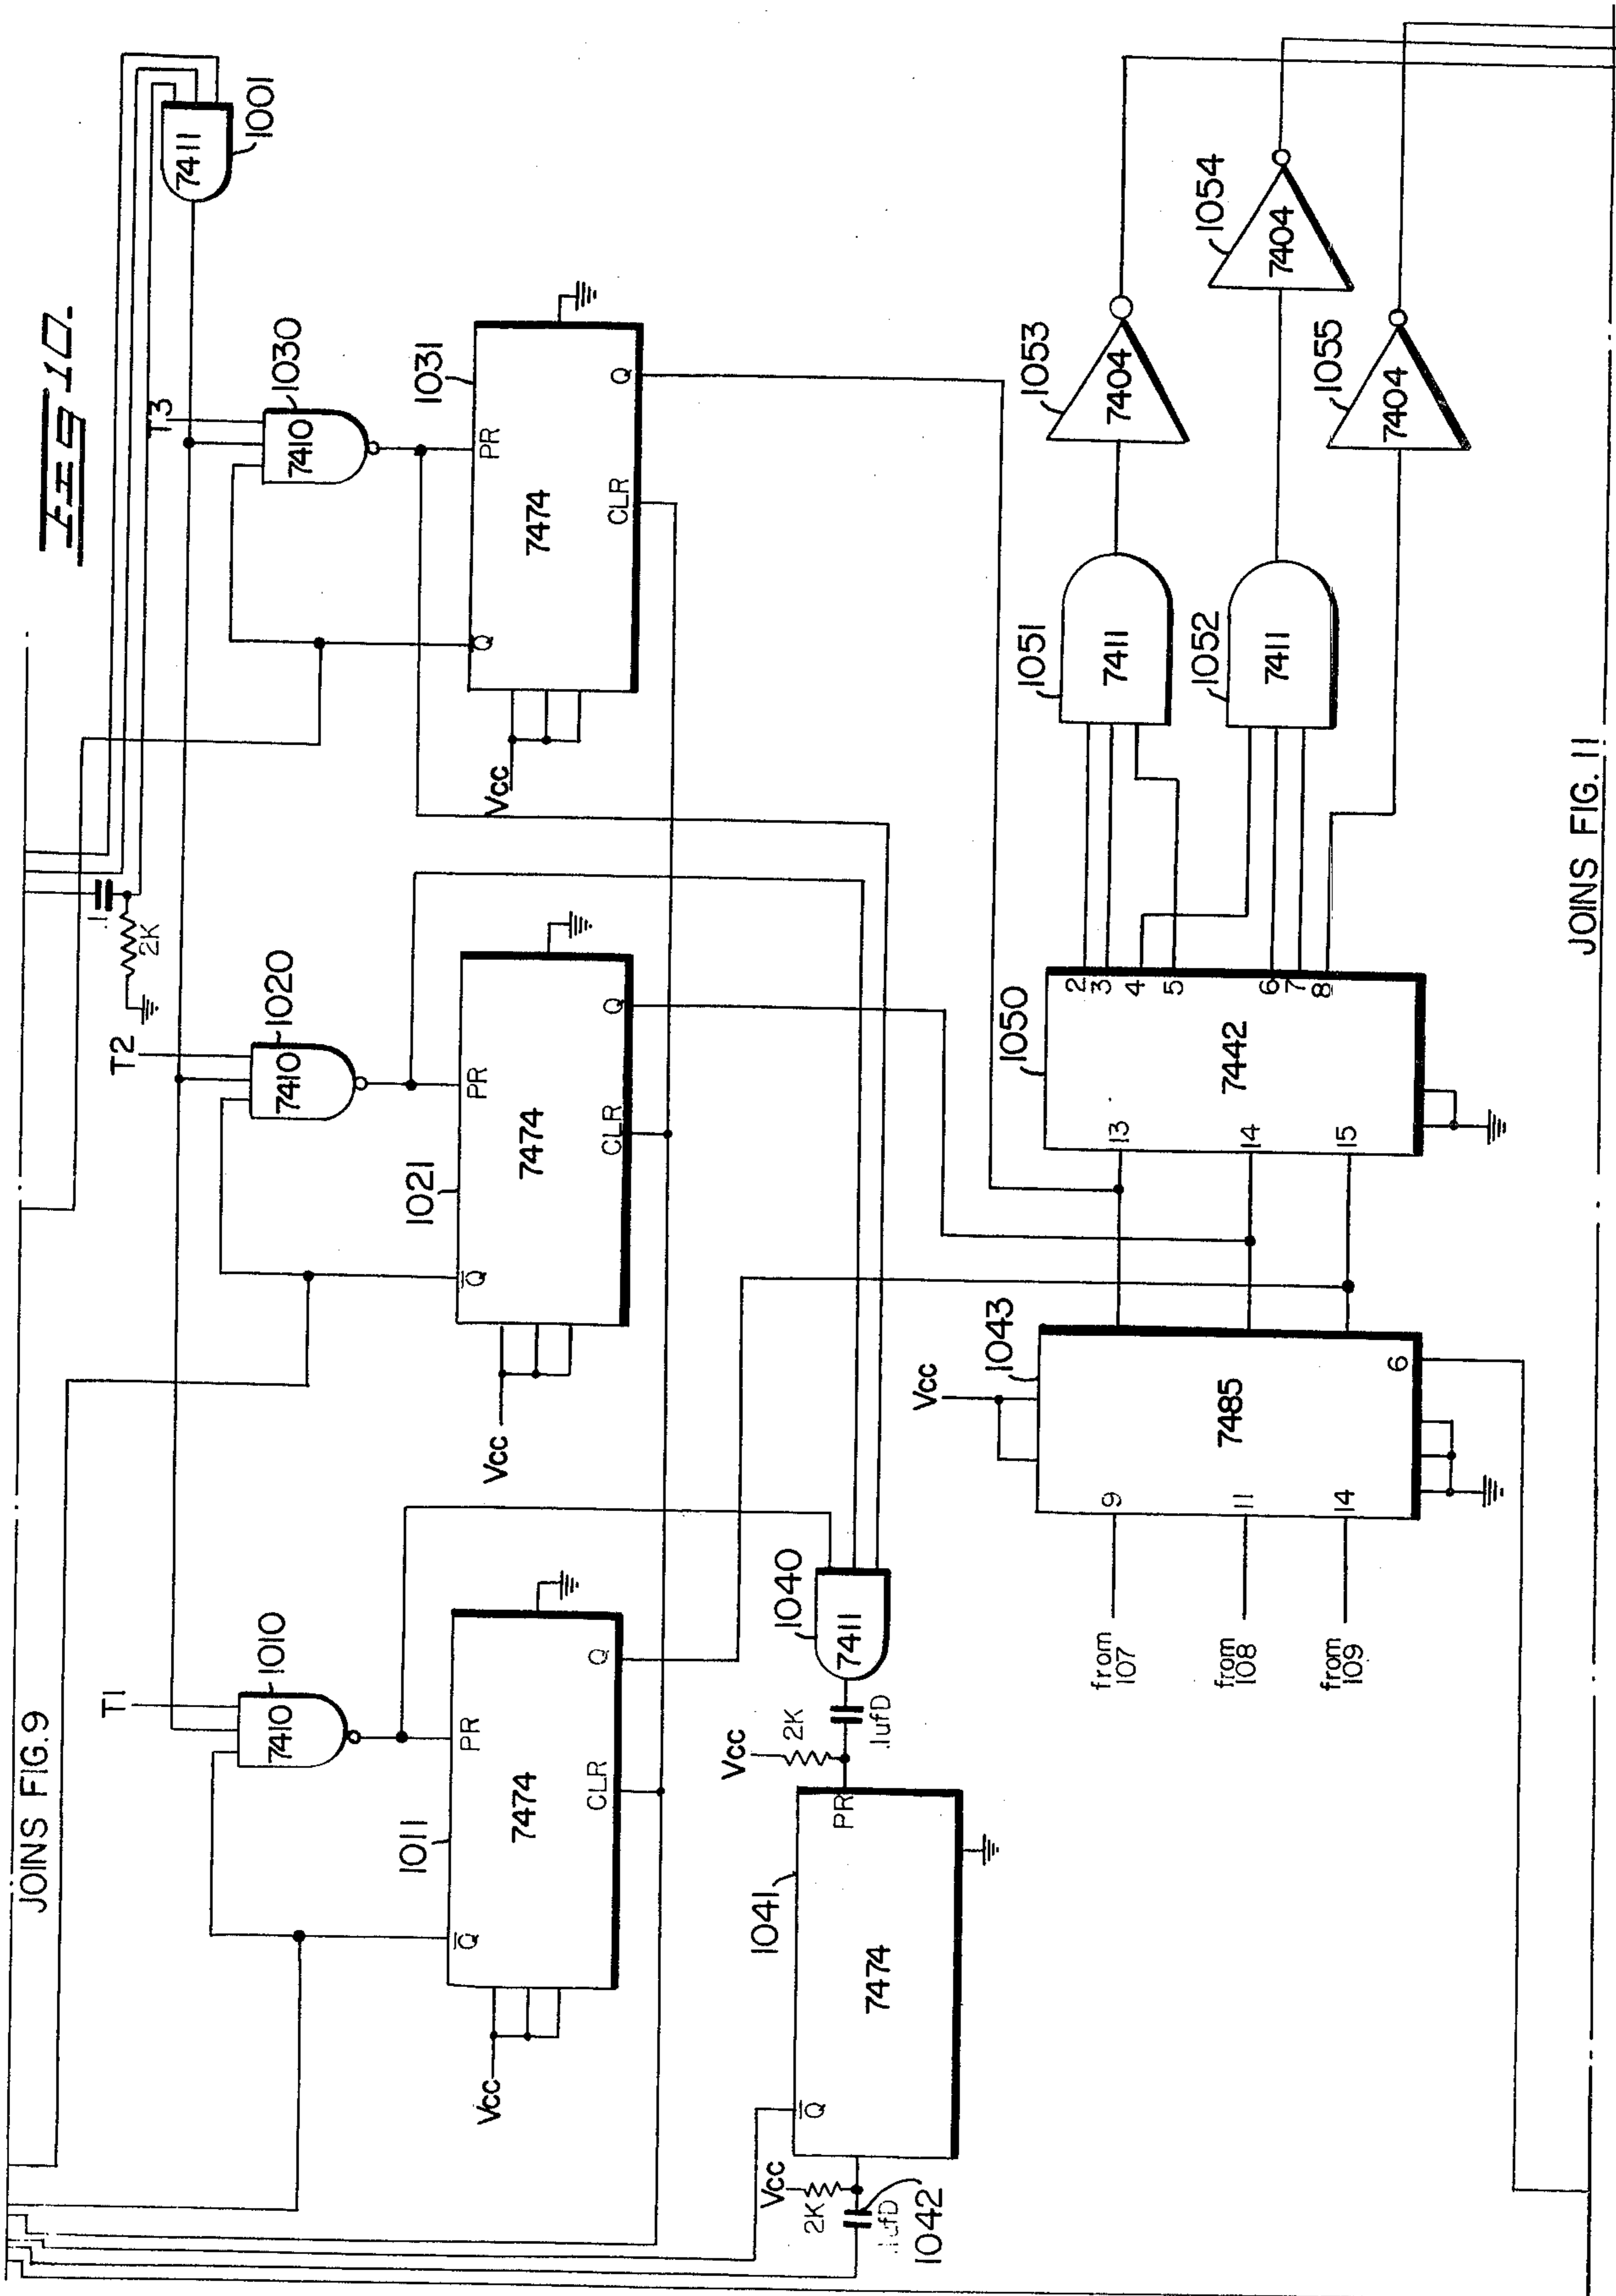 FIG 10.
JOINS FIG.9
7411
1001
T1
7410
1010
T2
7410
1020
T3
7410
1030
.1
2K
1011
7474
PR
CLR
Q
Q
Vcc
1021
7474
PR
CLR
Q
Q
Vcc
1031
7474
PR
CLR
Q
Q
Vcc
1040
7411
.1ufD
2K
Vcc
1041
7474
PR
Q
Vcc
2K
.1ufD
1042
Vcc
1043
7485
9
11
14
6
from
107
from
108
from
109
1050
7442
13
14
15
2
3
4
5
6
7
8
1051
7411
1052
7411
1053
7404
1054
7404
1055
7404
JOINS FIG. 11